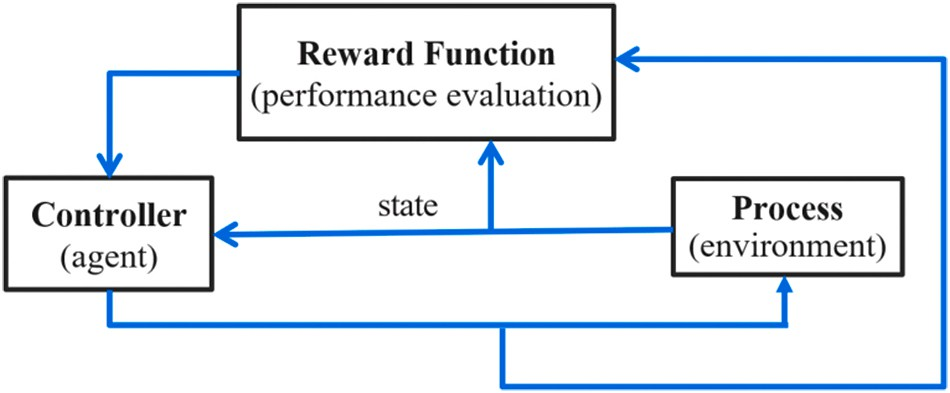 Reward Function
(performance evaluation)
Controller
(agent)
state
Process
(environment)